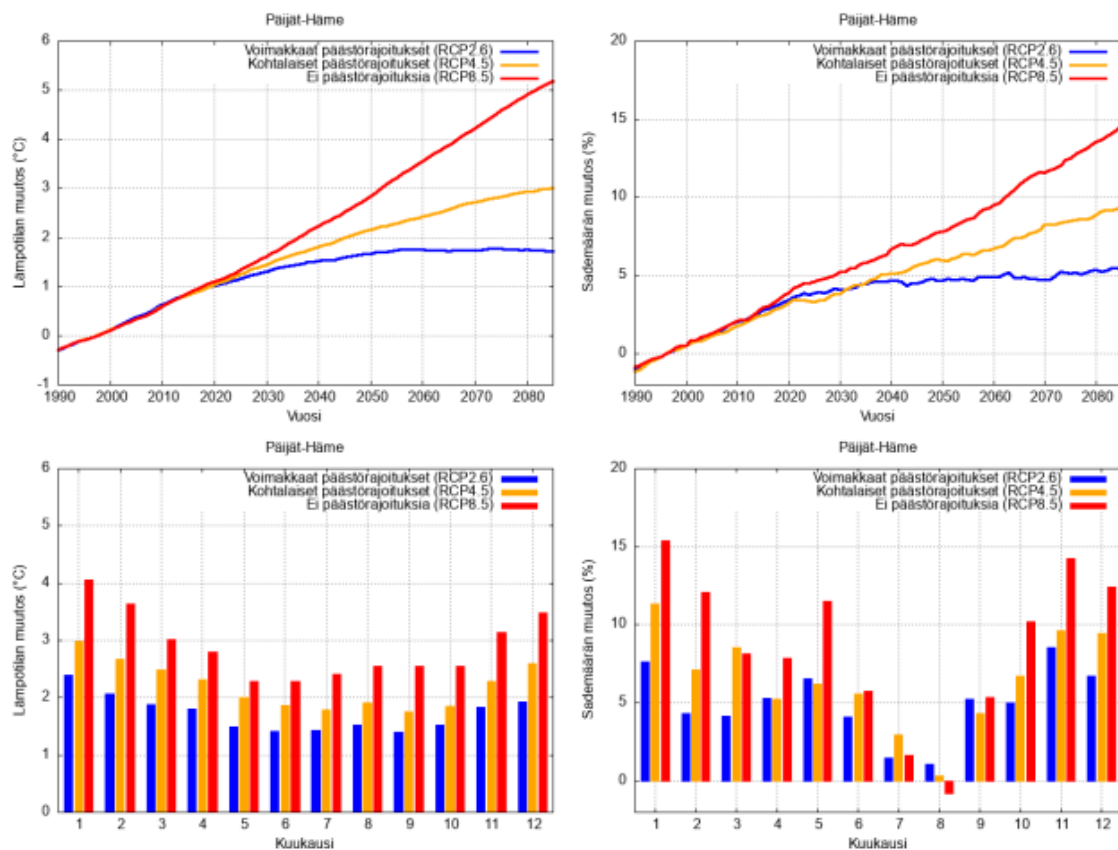 Päijät-Häme
Voimakkaat päästörajoitukset (RCP2.6)
Kohtalaiset päästörajoitukset (RCP4.5)
Ei päästörajoituksia (RCP8.5)
Lämpötilan muutos (°C)
6
5
4
3
2
1
0
-1
1990 2000 2010 2020 2030 2040 2050 2060 2070 2080
Vuosi
Päijät-Häme
Voimakkaat päästörajoitukset (RCP2.6)
Kohtalaiset päästörajoitukset (RCP4.5)
Ei päästörajoituksia (RCP8.5)
Sademäärän muutos (%)
20
15
10
5
0
1990 2000 2010 2020 2030 2040 2050 2060 2070 2080
Vuosi
Päijät-Häme
Voimakkaat päästörajoitukset (RCP2.6)
Kohtalaiset päästörajoitukset (RCP4.5)
Ei päästörajoituksia (RCP8.5)
Lämpötilan muutos (°C)
6
5
4
3
2
1
0
1 2 3 4 5 6 7 8 9 10 11 12
Kuukausi
Päijät-Häme
Voimakkaat päästörajoitukset (RCP2.6)
Kohtalaiset päästörajoitukset (RCP4.5)
Ei päästörajoituksia (RCP8.5)
Sademäärän muutos (%)
20
15
10
5
0
1 2 3 4 5 6 7 8 9 10 11 12
Kuukausi